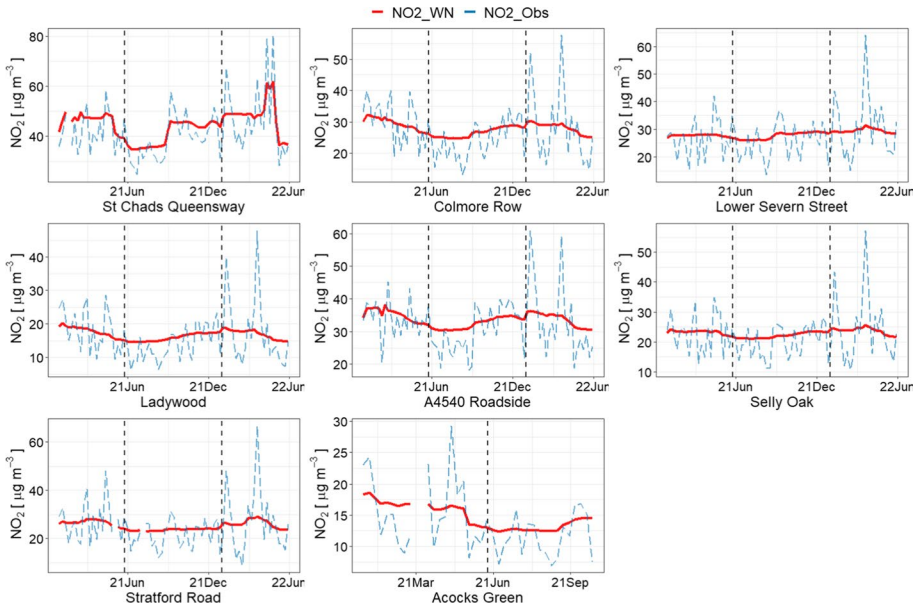 NO2_WN NO2_Obs
NO₂ [ µg m⁻³ ]
80
60
40
21Jun 21Dec 22Jun
St Chads Queensway
NO₂ [ µg m⁻³ ]
50
40
30
20
21Jun 21Dec 22Jun
Colmore Row
NO₂ [ µg m⁻³ ]
60
50
40
30
20
21Jun 21Dec 22Jun
Lower Severn Street
NO₂ [ µg m⁻³ ]
40
30
20
10
21Jun 21Dec 22Jun
Ladywood
NO₂ [ µg m⁻³ ]
60
50
40
30
20
21Jun 21Dec 22Jun
A4540 Roadside
NO₂ [ µg m⁻³ ]
50
40
30
20
10
21Jun 21Dec 22Jun
Selly Oak
NO₂ [ µg m⁻³ ]
60
40
20
21Jun 21Dec 22Jun
Stratford Road
NO₂ [ µg m⁻³ ]
30
25
20
15
10
21Mar 21Jun 21Sep
Acocks Green